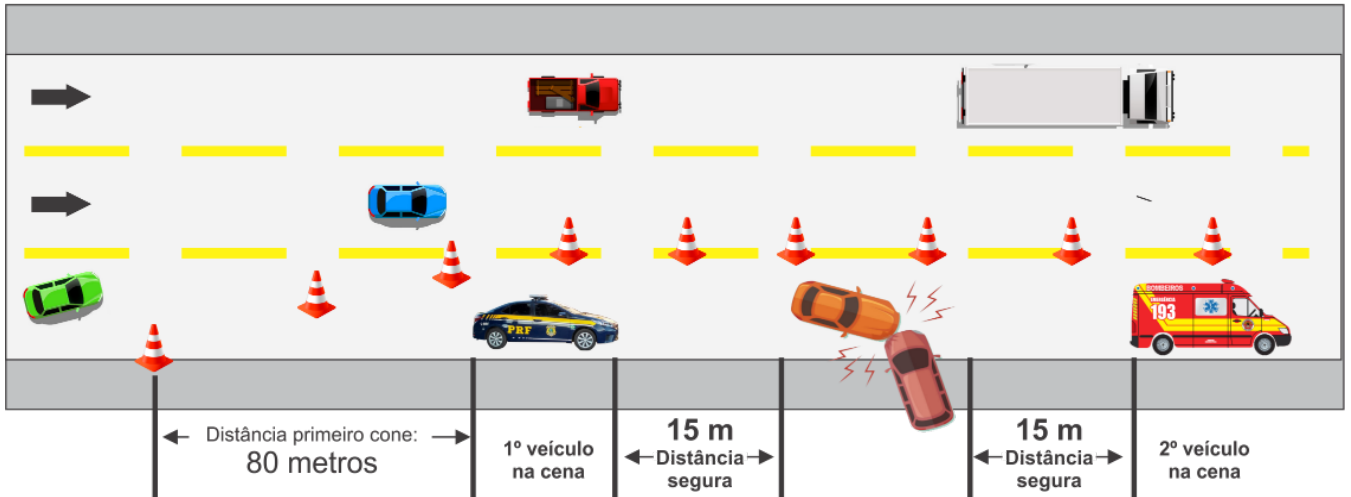 PRF
BOMBEIROS
EMERGÊNCIA
193
Distância primeiro cone:
80 metros
1º veículo
na cena
15 m
Distância
segura
15 m
Distância
segura
2º veículo
na cena